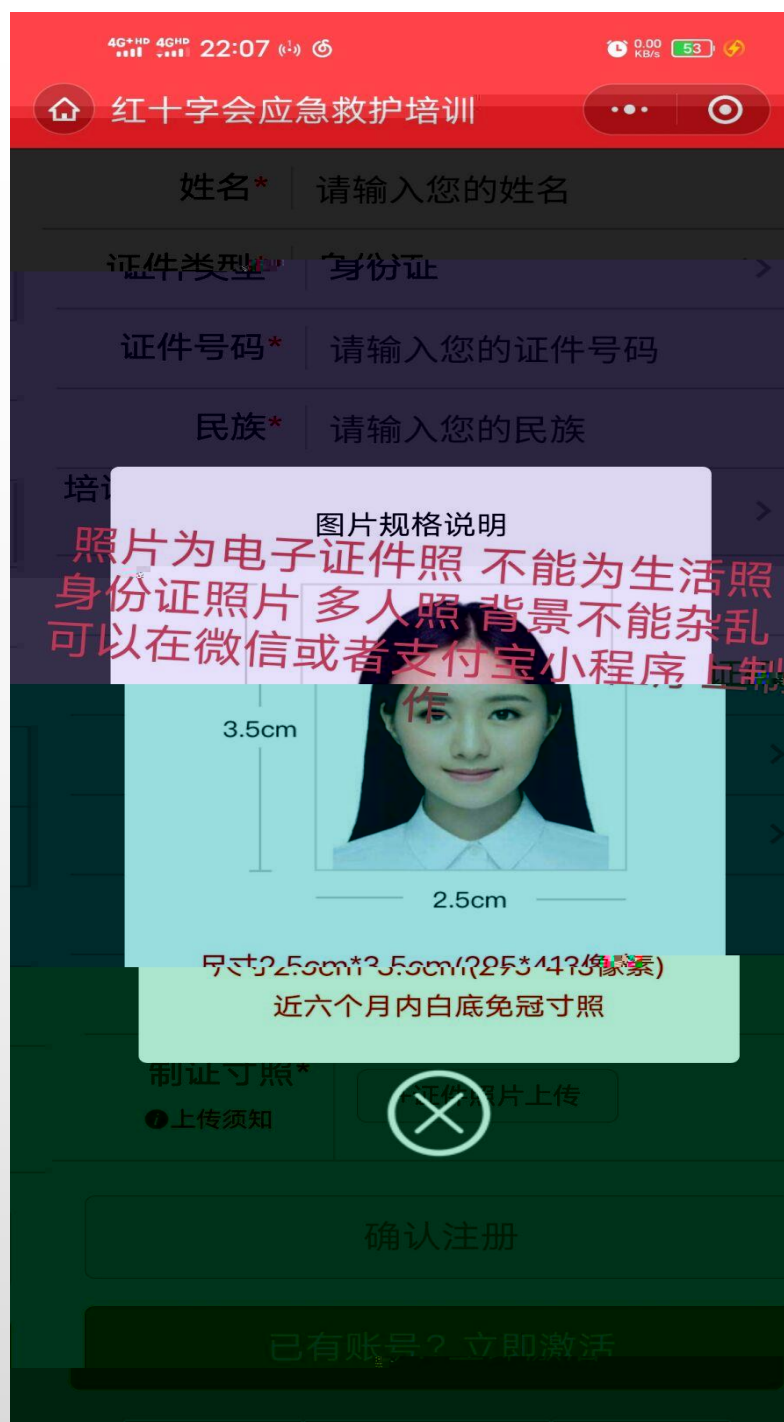 4G+HD 4GHD 22:07
0.00 KB/s 53
红十字会应急救护培训
姓名* 请输入您的姓名
证件类型* 身份证
证件号码* 请输入您的证件号码
民族* 请输入您的民族
培
图片规格说明
照片为电子证件照 不能为生活照
身份证照片 多人照 背景不能杂乱
可以在微信或者支付宝小程序上制
作
3.5cm
2.5cm
尺寸2.5cm*3.5cm(295*413像素)
近六个月内白底免冠寸照
制证寸照* 证件照片上传
上传须知
确认注册
已有账号？立即激活